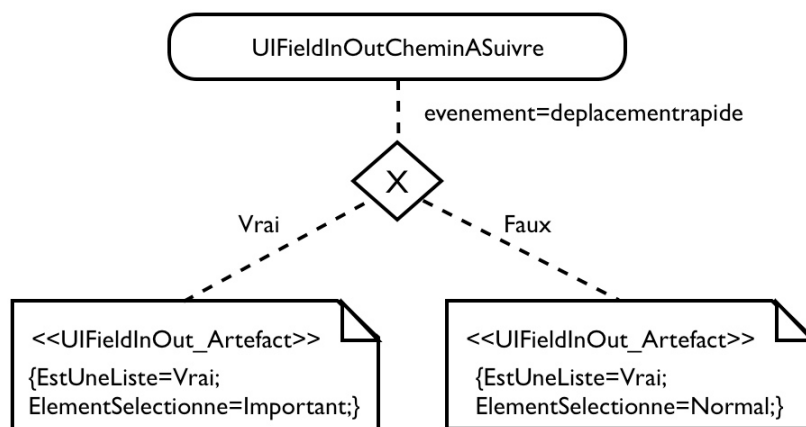 UIFieldInOutCheminASuivre
evenement=deplacementrapide
X
Vrai
Faux
<<UIFieldInOut_Artefact>>
{EstUneListe=Vrai;
ElementSelectionne=Important;}
<<UIFieldInOut_Artefact>>
{EstUneListe=Vrai;
ElementSelectionne=Normal;}